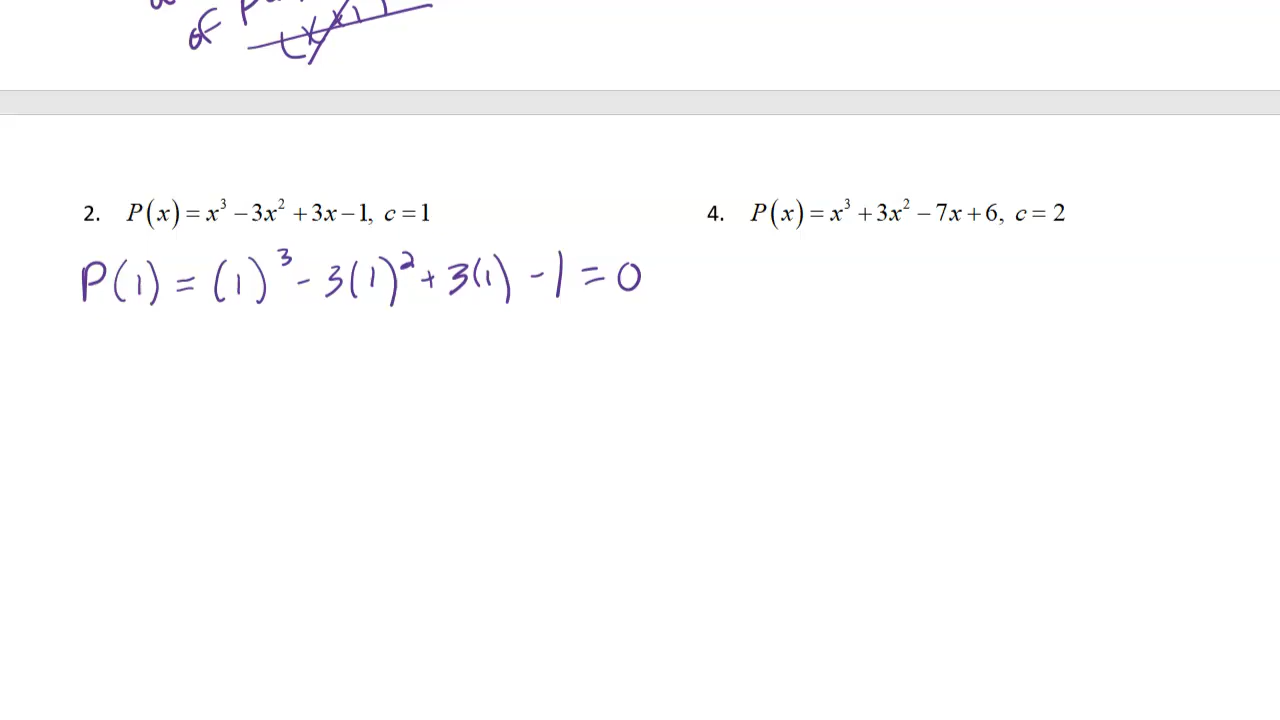 of
2. P(x) = x³ − 3x² + 3x − 1, c = 1
P(1) = (1)³ - 3(1)² + 3(1) - 1 = 0
4. P(x) = x³ + 3x² − 7x + 6, c = 2